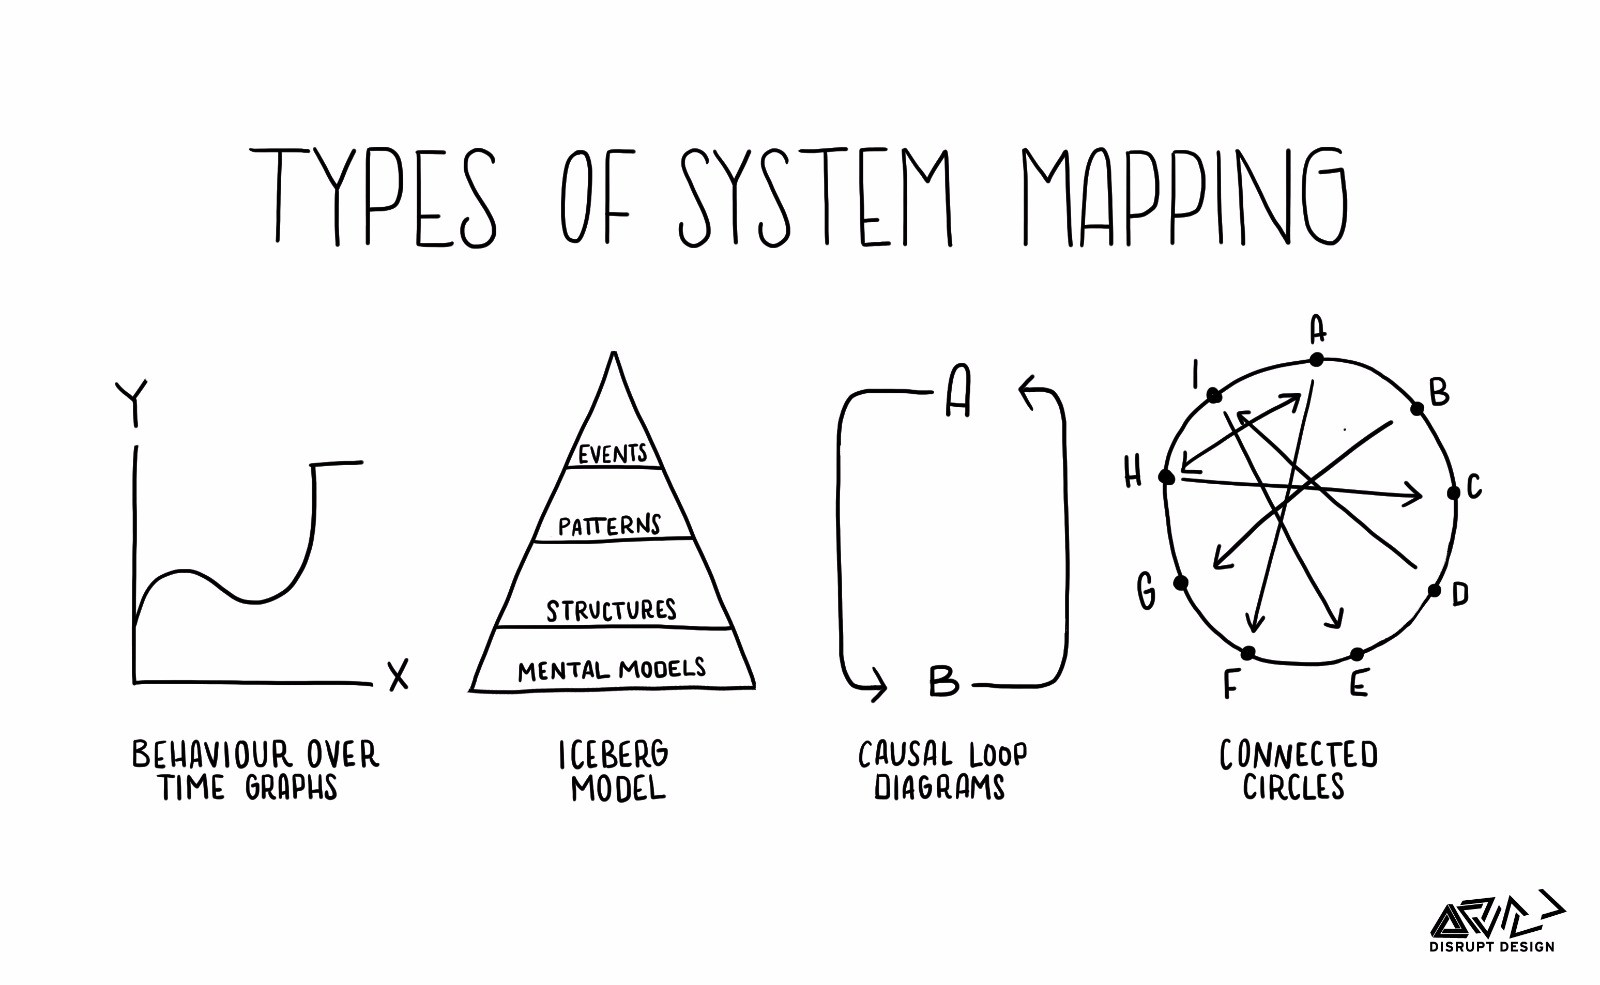 TYPES OF SYSTEM MAPPING
Y
X
BEHAVIOUR OVER
TIME GRAPHS
EVENTS
PATTERNS
STRUCTURES
MENTAL MODELS
ICEBERG
MODEL
A
B
CAUSAL LOOP
DIAGRAMS
A
B
C
D
E
F
G
H
I
CONNECTED
CIRCLES
DISRUPT DESIGN